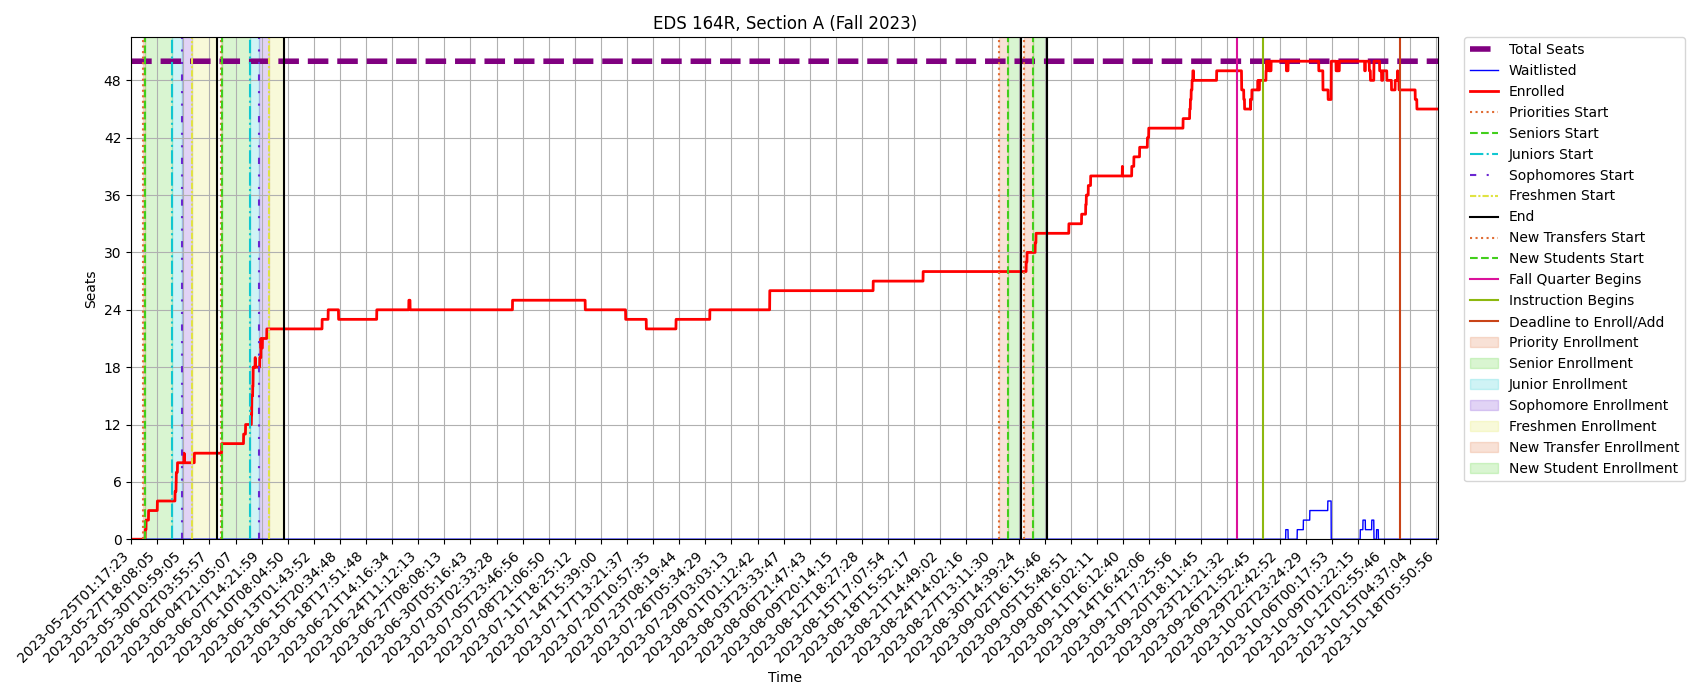 EDS 164R, Section A (Fall 2023)
Seats
48
42
36
30
24
18
12
6
0
2023-05-25T01:17:23
2023-05-27T18:08:05
2023-05-30T10:59:05
2023-06-02T03:55:57
2023-06-04T21:05:07
2023-06-07T14:21:59
2023-06-10T08:04:50
2023-06-13T01:43:52
2023-06-15T20:34:48
2023-06-18T17:51:48
2023-06-21T14:16:34
2023-06-24T11:12:13
2023-06-27T08:08:13
2023-06-30T05:16:43
2023-07-03T02:33:28
2023-07-05T23:46:56
2023-07-08T21:06:50
2023-07-11T18:25:12
2023-07-14T15:39:00
2023-07-17T13:21:37
2023-07-20T10:57:35
2023-07-23T08:19:44
2023-07-26T05:34:29
2023-07-29T03:03:13
2023-08-01T01:12:42
2023-08-03T23:33:47
2023-08-06T21:47:43
2023-08-09T20:14:15
2023-08-12T18:27:28
2023-08-15T17:07:54
2023-08-18T15:52:17
2023-08-21T14:49:02
2023-08-24T14:02:16
2023-08-27T13:11:30
2023-08-30T14:39:24
2023-09-02T16:15:46
2023-09-05T15:48:51
2023-09-08T16:02:11
2023-09-11T16:12:40
2023-09-14T16:42:06
2023-09-17T17:25:56
2023-09-20T18:11:45
2023-09-23T21:21:32
2023-09-26T21:52:45
2023-09-29T22:42:52
2023-10-02T23:24:29
2023-10-06T00:17:53
2023-10-09T01:22:15
2023-10-12T02:55:46
2023-10-15T04:37:04
2023-10-18T05:50:56
Time
Total Seats
Waitlisted
Enrolled
Priorities Start
Seniors Start
Juniors Start
Sophomores Start
Freshmen Start
End
New Transfers Start
New Students Start
Fall Quarter Begins
Instruction Begins
Deadline to Enroll/Add
Priority Enrollment
Senior Enrollment
Junior Enrollment
Sophomore Enrollment
Freshmen Enrollment
New Transfer Enrollment
New Student Enrollment